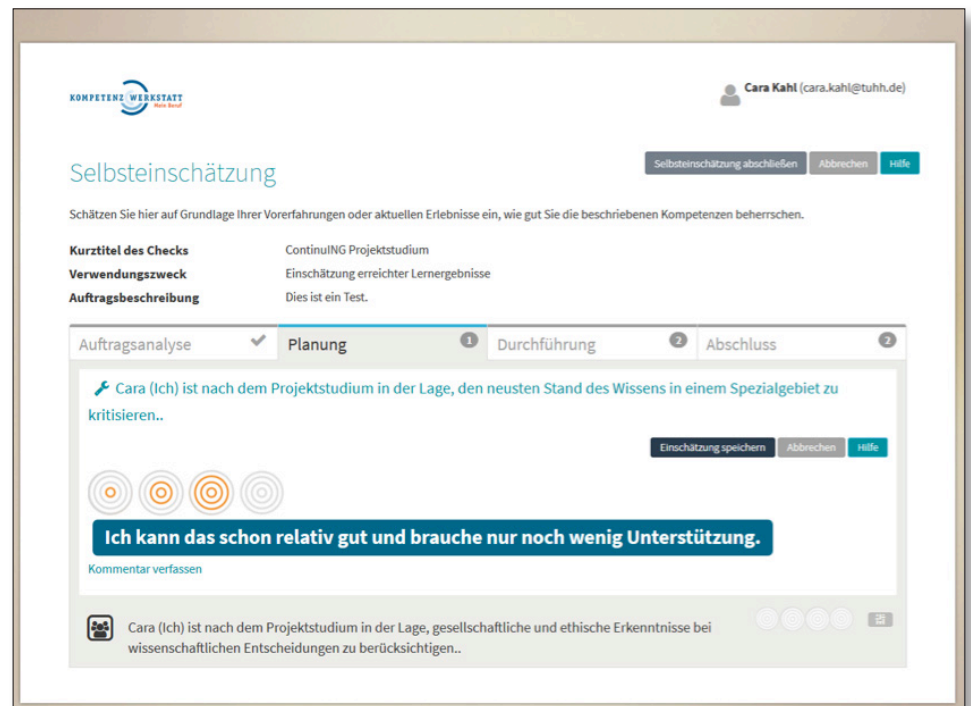 KOMPETENZ WERKSTATT
Mein Beruf
Cara Kahl (cara.kahl@tuhh.de)
Selbsteinschätzung
Selbsteinschätzung abschließen Abbrechen Hilfe
Schätzen Sie hier auf Grundlage Ihrer Vorerfahrungen oder aktuellen Erlebnisse ein, wie gut Sie die beschriebenen Kompetenzen beherrschen.
Kurztitel des Checks ContinuING Projektstudium
Verwendungszweck Einschätzung erreichter Lernergebnisse
Auftragsbeschreibung Dies ist ein Test.
Auftragsanalyse Planung 1 Durchführung 2 Abschluss 2
Cara (Ich) ist nach dem Projektstudium in der Lage, den neusten Stand des Wissens in einem Spezialgebiet zu
kritisieren..
Einschätzung speichern Abbrechen Hilfe
Ich kann das schon relativ gut und brauche nur noch wenig Unterstützung.
Kommentar verfassen
Cara (Ich) ist nach dem Projektstudium in der Lage, gesellschaftliche und ethische Erkenntnisse bei
wissenschaftlichen Entscheidungen zu berücksichtigen..